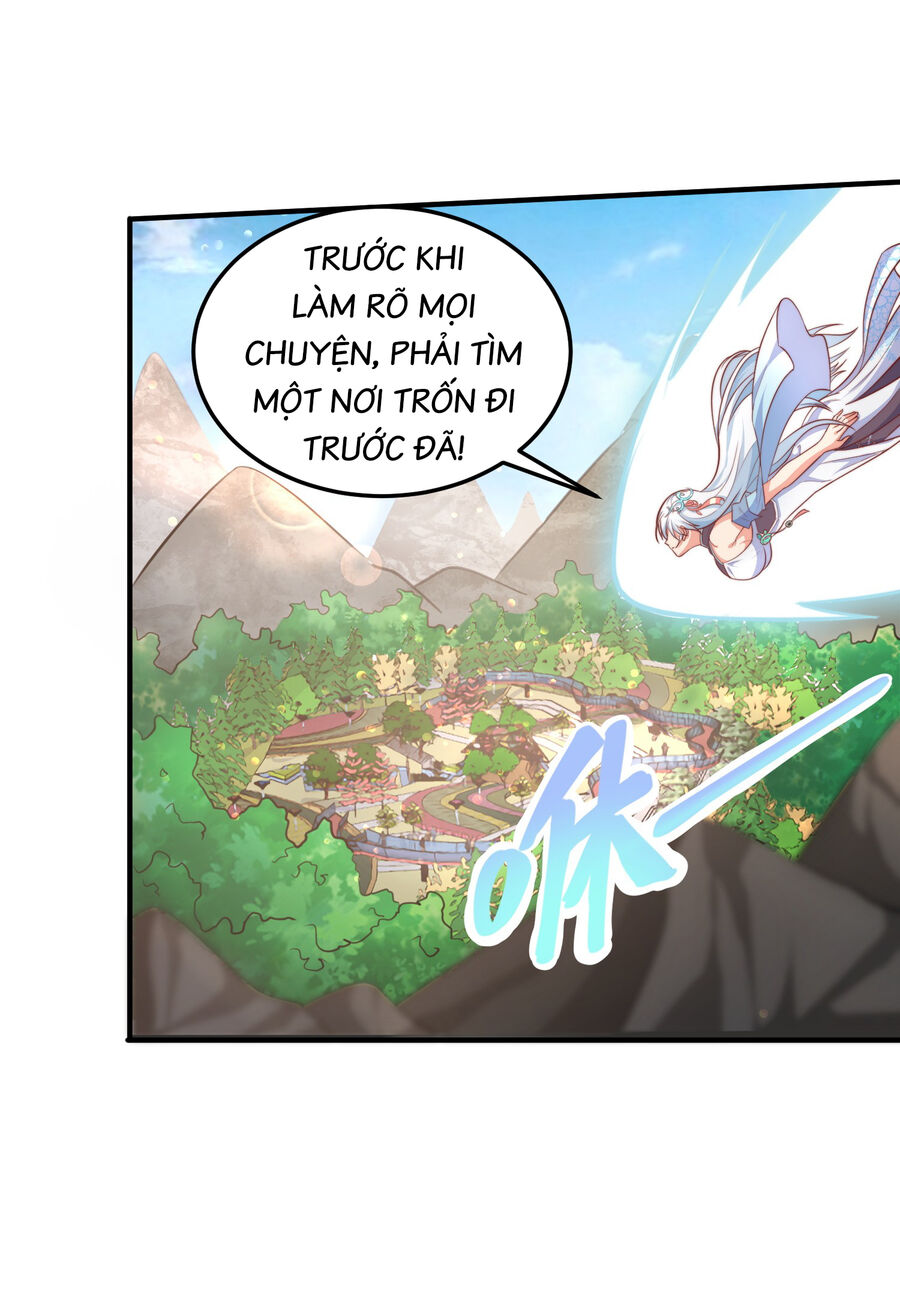 TRƯỚC KHI
LÀM RÕ MỌI
CHUYỆN, PHẢI TÌM
MỘT NƠI TRỐN ĐI
TRƯỚC ĐÃ!
咻